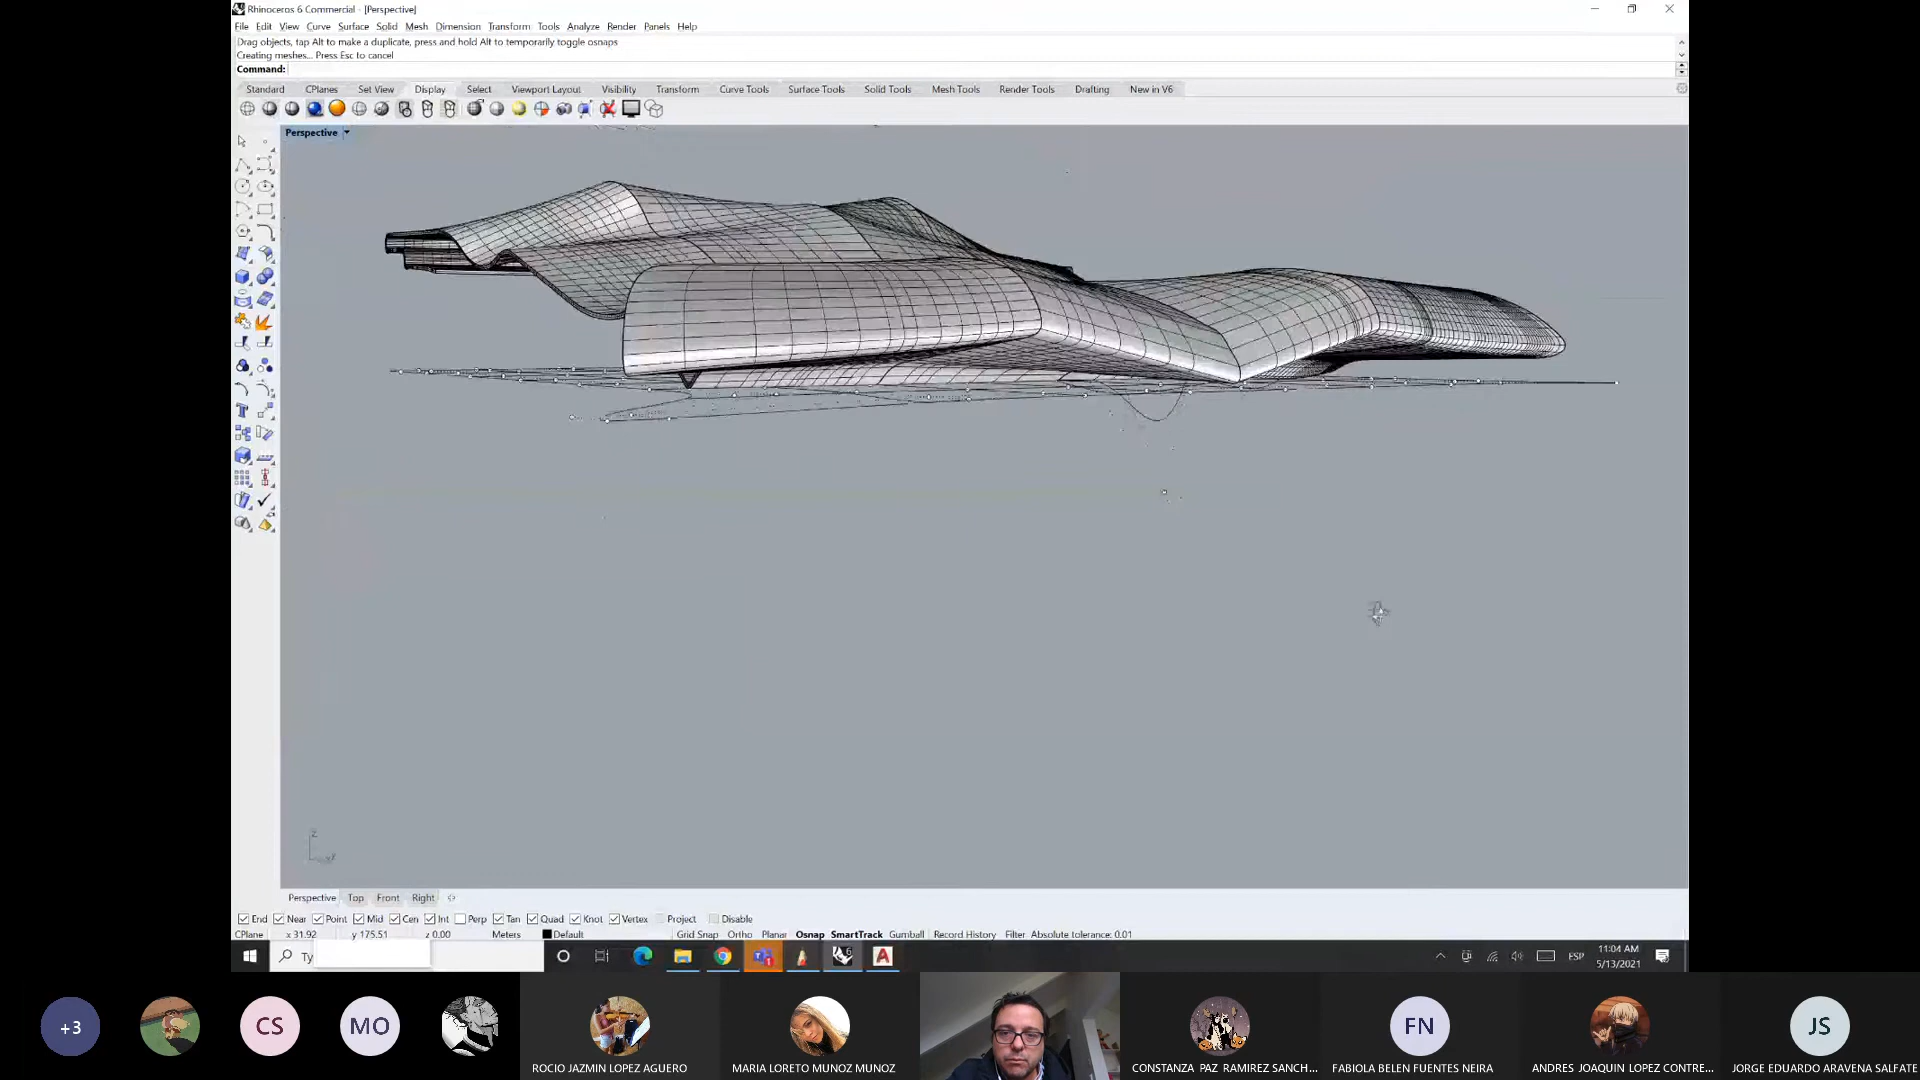 Rhinoceros 6 Commercial - [Perspective]
File Edit View Curve Surface Solid Mesh Dimension Transform Tools Analyze Render Panels Help
Drag objects, tap Alt to make a duplicate, press and hold Alt to temporarily toggle osnaps
Creating meshes... Press Esc to cancel
Command:
Standard CPlanes Set View Display Select Viewport Layout Visibility Transform Curve Tools Surface Tools Solid Tools Mesh Tools Render Tools Drafting New in V6
Perspective
z
Perspective Top Front Right
End Near Point Mid Cen Int Perp Tan Quad Knot Vertex Project Disable
CPlane x 31.92 y 175.51 z 0.00 Meters Default Grid Snap Ortho Planar Osnap SmartTrack Gumball Record History Filter Absolute tolerance: 0.01
Ty
ESP
11:04 AM
5/13/2021
+3
CS
MO
FN
JS
ROCIO JAZMIN LOPEZ AGUERO
MARIA LORETO MUNOZ MUNOZ
CONSTANZA PAZ RAMIREZ SANCH...
FABIOLA BELEN FUENTES NEIRA
ANDRES JOAQUIN LOPEZ CONTRE...
JORGE EDUARDO ARAVENA SALFATE